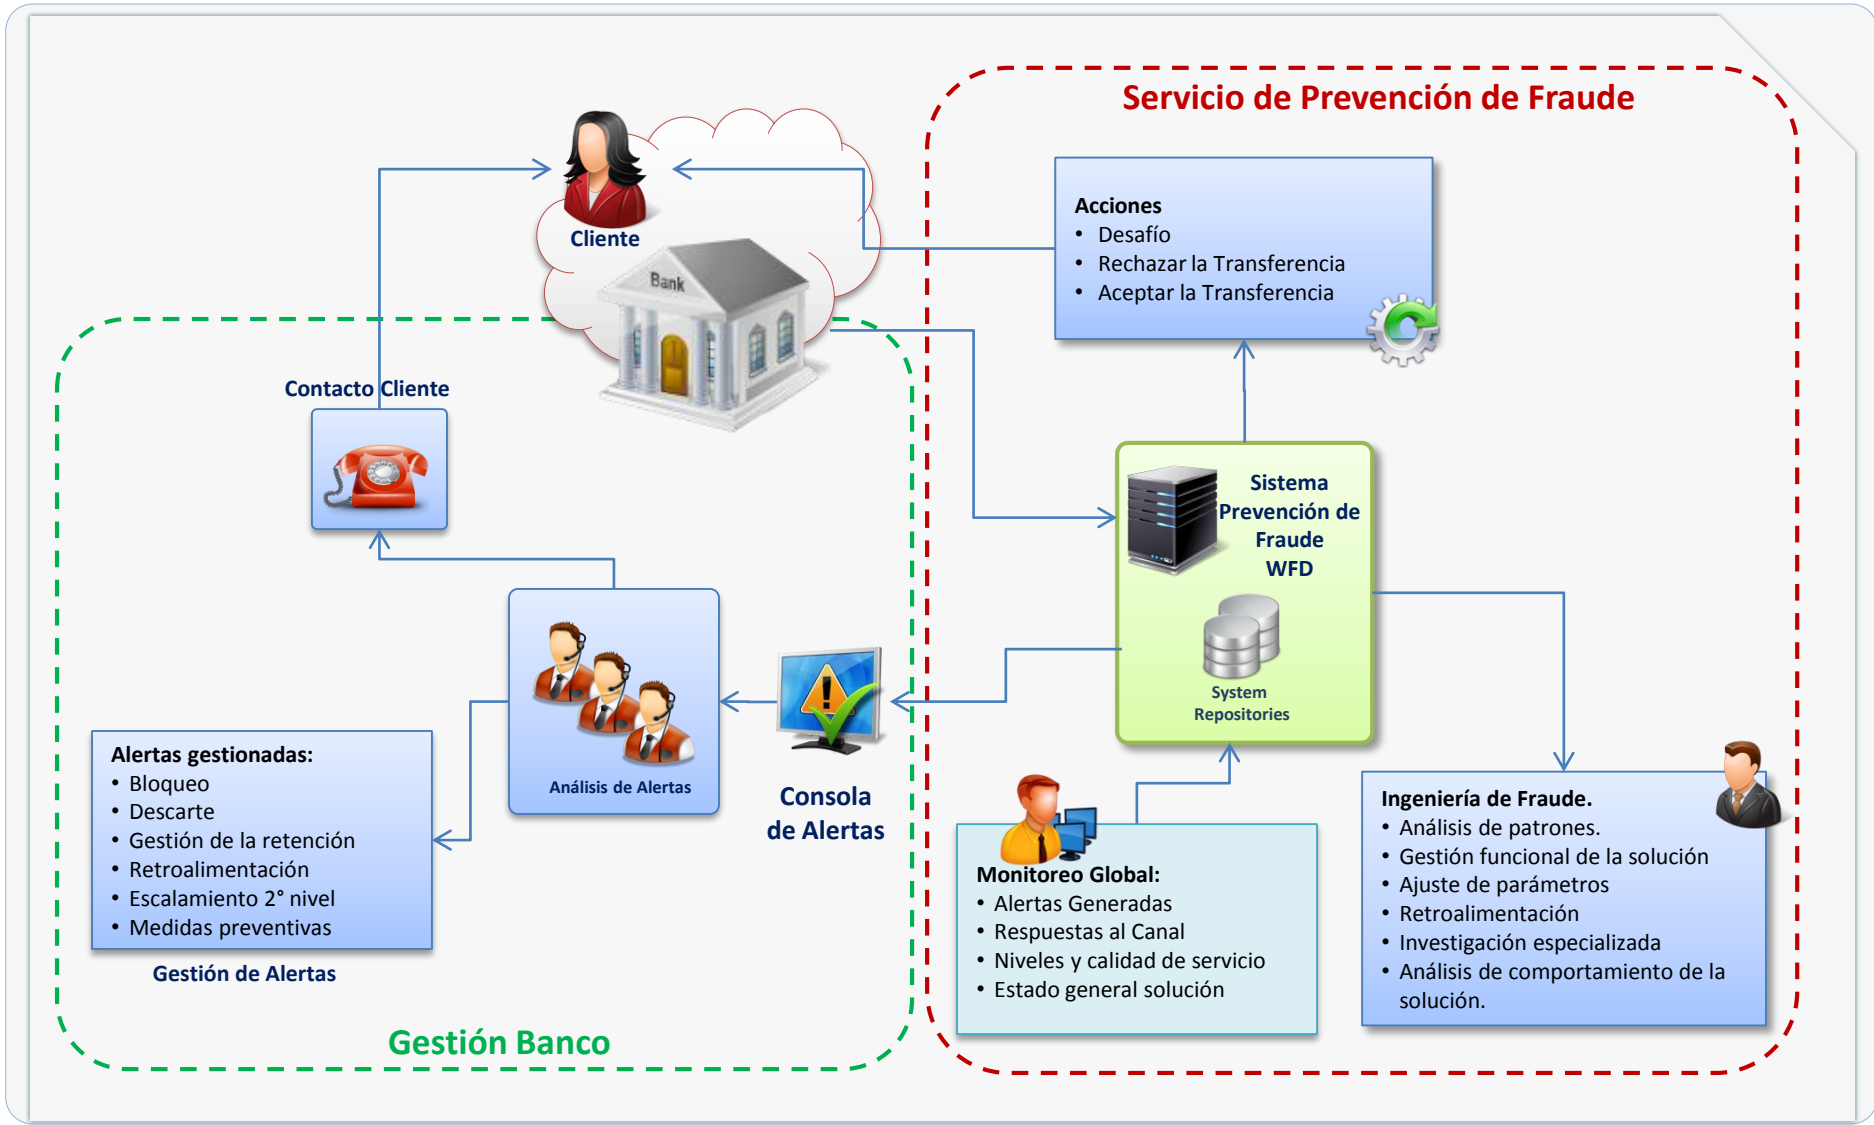 Servicio de Prevención de Fraude
Cliente
Bank
Acciones
• Desafío
• Rechazar la Transferencia
• Aceptar la Transferencia
Contacto Cliente
Sistema
Prevención de
Fraude
WFD
System
Repositories
Análisis de Alertas
Consola
de Alertas
Alertas gestionadas:
• Bloqueo
• Descarte
• Gestión de la retención
• Retroalimentación
• Escalamiento 2° nivel
• Medidas preventivas
Gestión de Alertas
Gestión Banco
Monitoreo Global:
• Alertas Generadas
• Respuestas al Canal
• Niveles y calidad de servicio
• Estado general solución
Ingeniería de Fraude.
• Análisis de patrones.
• Gestión funcional de la solución
• Ajuste de parámetros
• Retroalimentación
• Investigación especializada
• Análisis de comportamiento de la
solución.